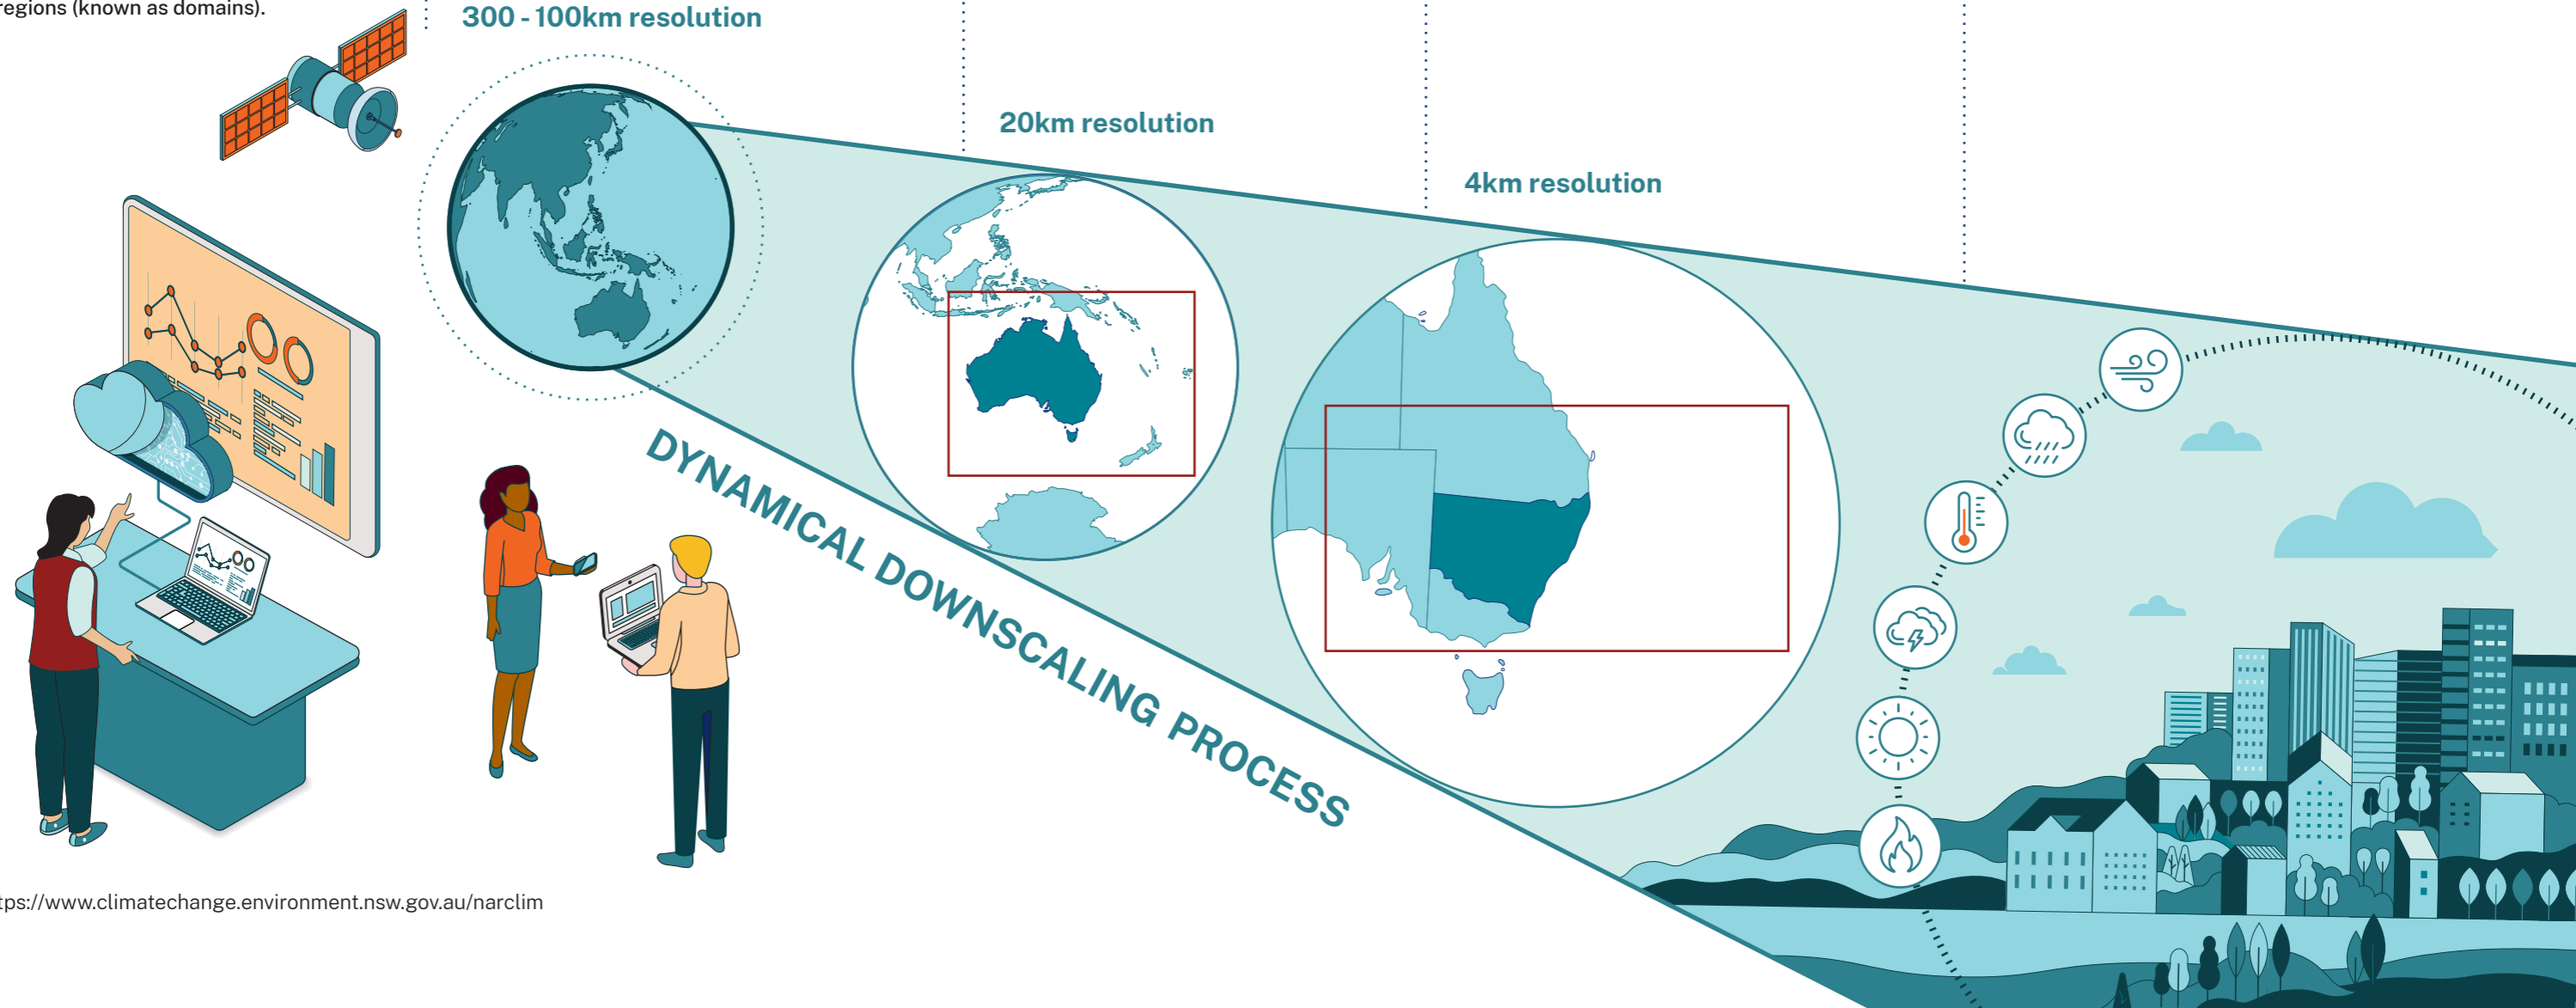 regions (known as domains).
300 - 100km resolution
20km resolution
4km resolution
DYNAMICAL DOWNSCALING PROCESS
tps://www.climatechange.environment.nsw.gov.au/narclim